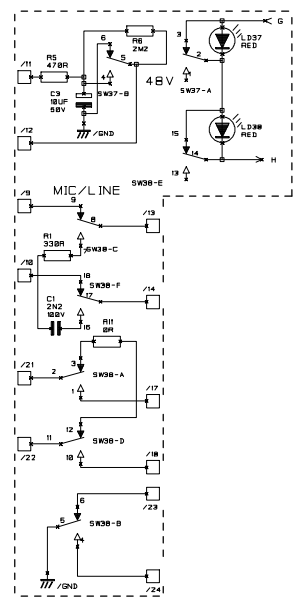 G
LD37
RED
3
2
1
SW37-A
R6
2M2
6
5
4
48V
SW37-B
/11
R5
470R
C3
10UF
50V
/GND
/12
LD38
RED
15
14
13
H
SW38-E
MIC/LINE
/9
9
8
/13
R1
330R
7
SW38-C
/10
18
SW38-F
17
/14
C1
2N2
100V
16
R11
0R
/21
3
2
SW38-A
1
/17
12
11
SW38-D
/22
10
/18
6
/23
5
SW38-B
4
/GND
/24